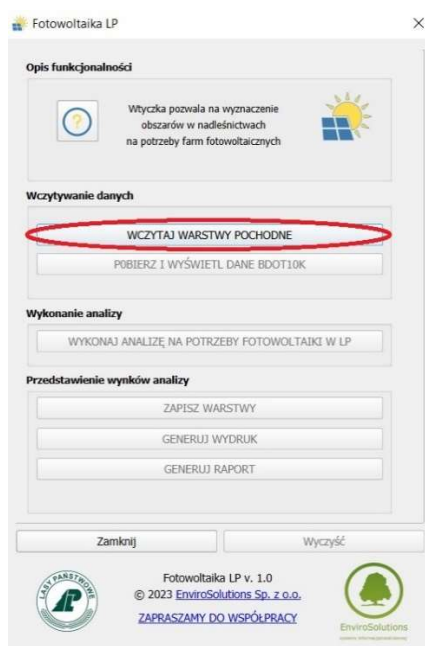 Fotowoltaika LP
Opis funkcjonalności
Wtyczka pozwala na wyznaczenie
obszarów w nadleśnictwach
na potrzeby farm fotowoltaicznych
Wczytywanie danych
WCZYTAJ WARSTWY POCHODNE
POBIERZ I WYŚWIETL DANE BDOT10K
Wykonanie analizy
WYKONAJ ANALIZĘ NA POTRZEBY FOTOWOLTAIKI W LP
Przedstawienie wynków analizy
ZAPISZ WARSTWY
GENERUJ WYDRUK
GENERUJ RAPORT
Zamknij
Wyczyść
LASY PAŃSTWOWE
Fotowoltaika LP v. 1.0
© 2023 EnviroSolutions Sp. z o.o.
ZAPRASZAMY DO WSPÓŁPRACY
EnviroSolutions